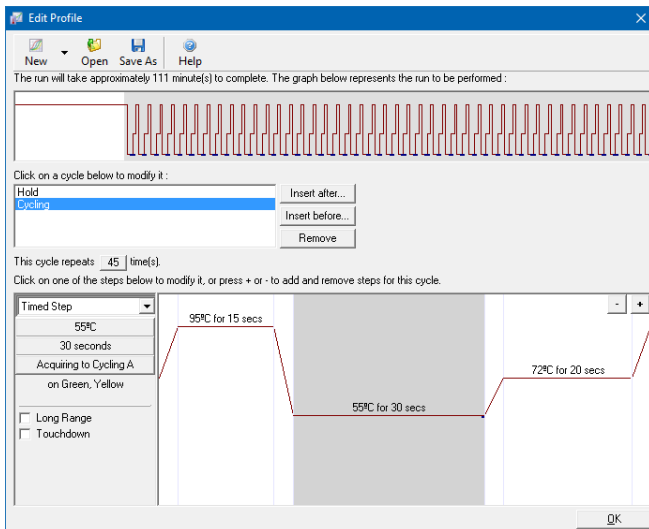 Edit Profile
New Open Save As Help
The run will take approximately 111 minute(s) to complete. The graph below represents the run to be performed :
Click on a cycle below to modify it :
Hold
Cycling
Insert after...
Insert before...
Remove
This cycle repeats 45 time(s).
Click on one of the steps below to modify it, or press + or - to add and remove steps for this cycle.
Timed Step
- +
55ºC
30 seconds
Acquiring to Cycling A
on Green, Yellow
Long Range
Touchdown
95ºC for 15 secs
55ºC for 30 secs
72ºC for 20 secs
OK